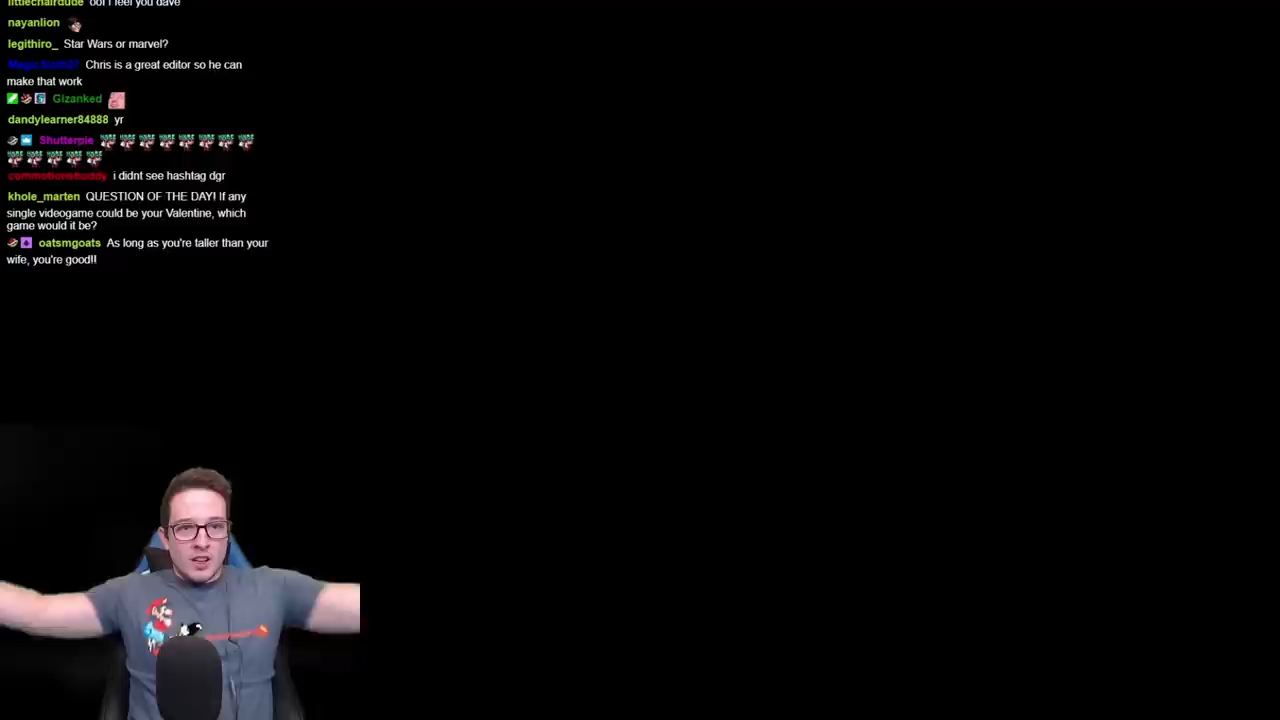 littlechairdude oof i feel you dave
nayanlion
legithiro_ Star Wars or marvel?
Chris is a great editor so he can
make that work
Gizanked
dandylearner84888 yr
Shutterpie
commotionbuddy i didnt see hashtag dgr
khole_marten QUESTION OF THE DAY! If any
single videogame could be your Valentine, which
game would it be?
oatsmgoats As long as you're taller than your
wife, you're good!!